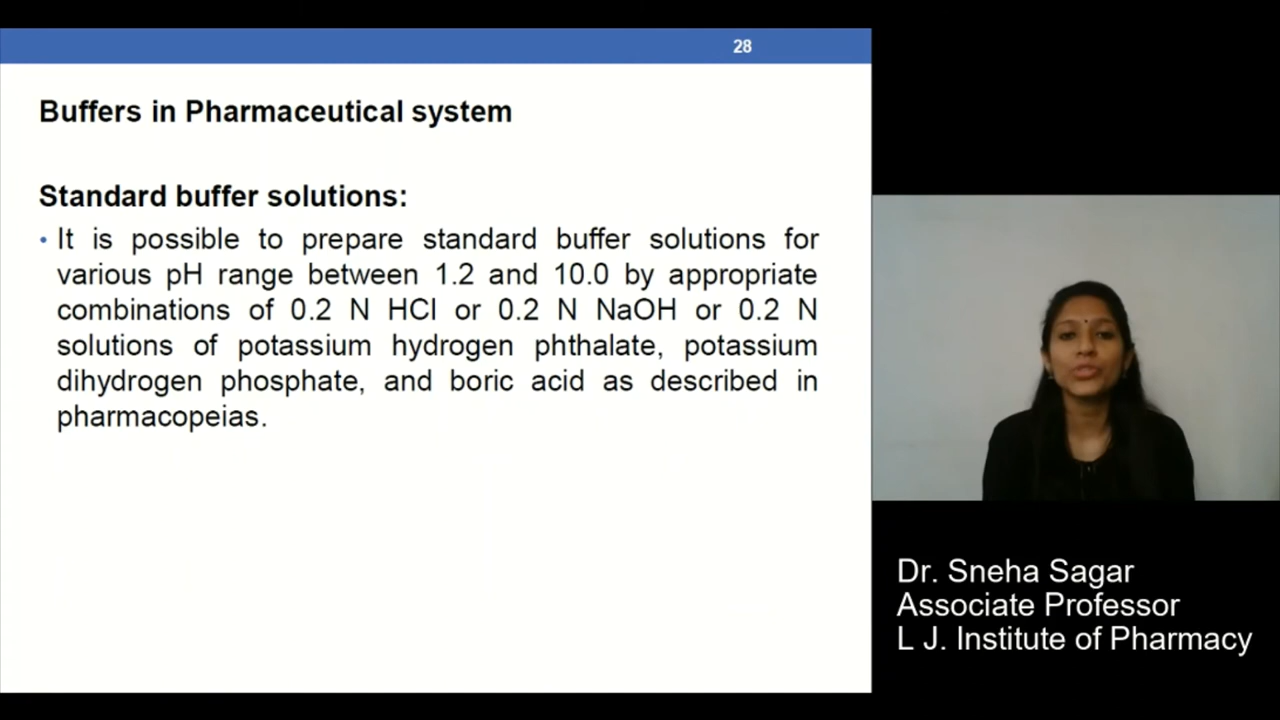 28
Buffers in Pharmaceutical system
Standard buffer solutions:
• It is possible to prepare standard buffer solutions for
various pH range between 1.2 and 10.0 by appropriate
combinations of 0.2 N HCl or 0.2 N NaOH or 0.2 N
solutions of potassium hydrogen phthalate, potassium
dihydrogen phosphate, and boric acid as described in
pharmacopeias.
Dr. Sneha Sagar
Associate Professor
L J. Institute of Pharmacy